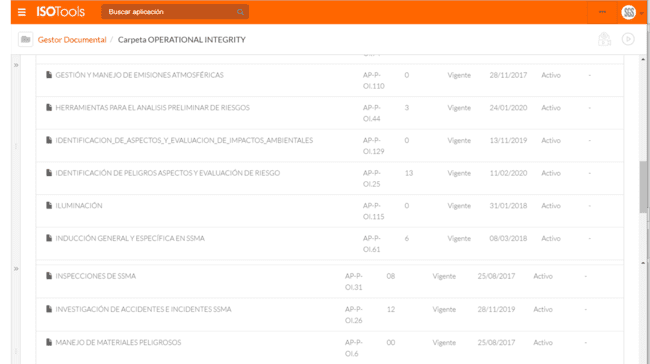 ISOTools Buscar aplicación SGS
Gestor Documental / Carpeta OPERATIONAL INTEGRITY
GESTIÓN Y MANEJO DE EMISIONES ATMOSFÉRICAS AP-P- 0 Vigente 28/11/2017 Activo -
OI.110
HERRAMIENTAS PARA EL ANALISIS PRELIMINAR DE RIESGOS AP-P- 3 Vigente 24/01/2020 Activo -
OI.44
IDENTIFICACION_DE_ASPECTOS_Y_EVALUACION_DE_IMPACTOS_AMBIENTALES AP-P- 0 Vigente 13/11/2019 Activo -
OI.129
IDENTIFICACIÓN DE PELIGROS ASPECTOS Y EVALUACIÓN DE RIESGO AP-P- 13 Vigente 11/02/2020 Activo -
OI.25
ILUMINACIÓN AP-P- 0 Vigente 31/01/2018 Activo -
OI.115
INDUCCIÓN GENERAL Y ESPECÍFICA EN SSMA AP-P- 6 Vigente 08/03/2018 Activo -
OI.61
INSPECCIONES DE SSMA AP-P- 08 Vigente 25/08/2017 Activo -
OI.31
INVESTIGACIÓN DE ACCIDENTES E INCIDENTES SSMA AP-P- 12 Vigente 28/11/2019 Activo -
OI.26
MANEJO DE MATERIALES PELIGROSOS AP-P- 00 Vigente 25/08/2017 Activo -
OI.6